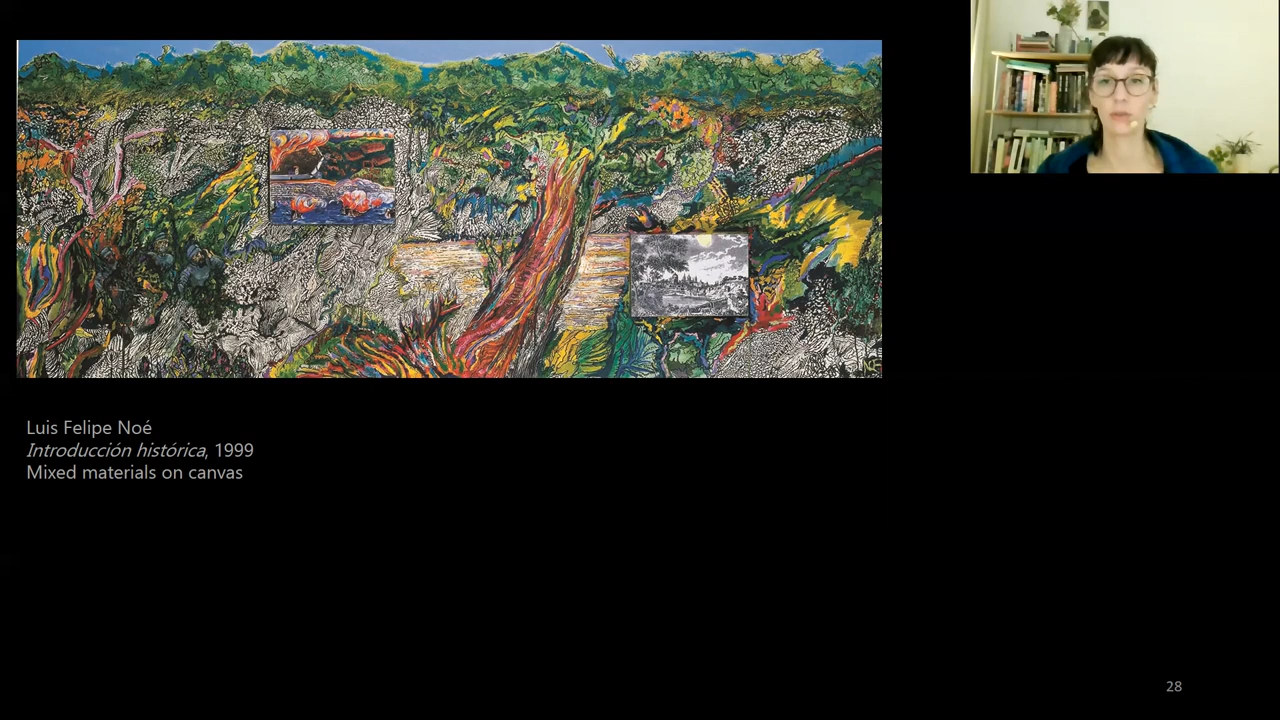 Luis Felipe Noé
Introducción histórica, 1999
Mixed materials on canvas
28